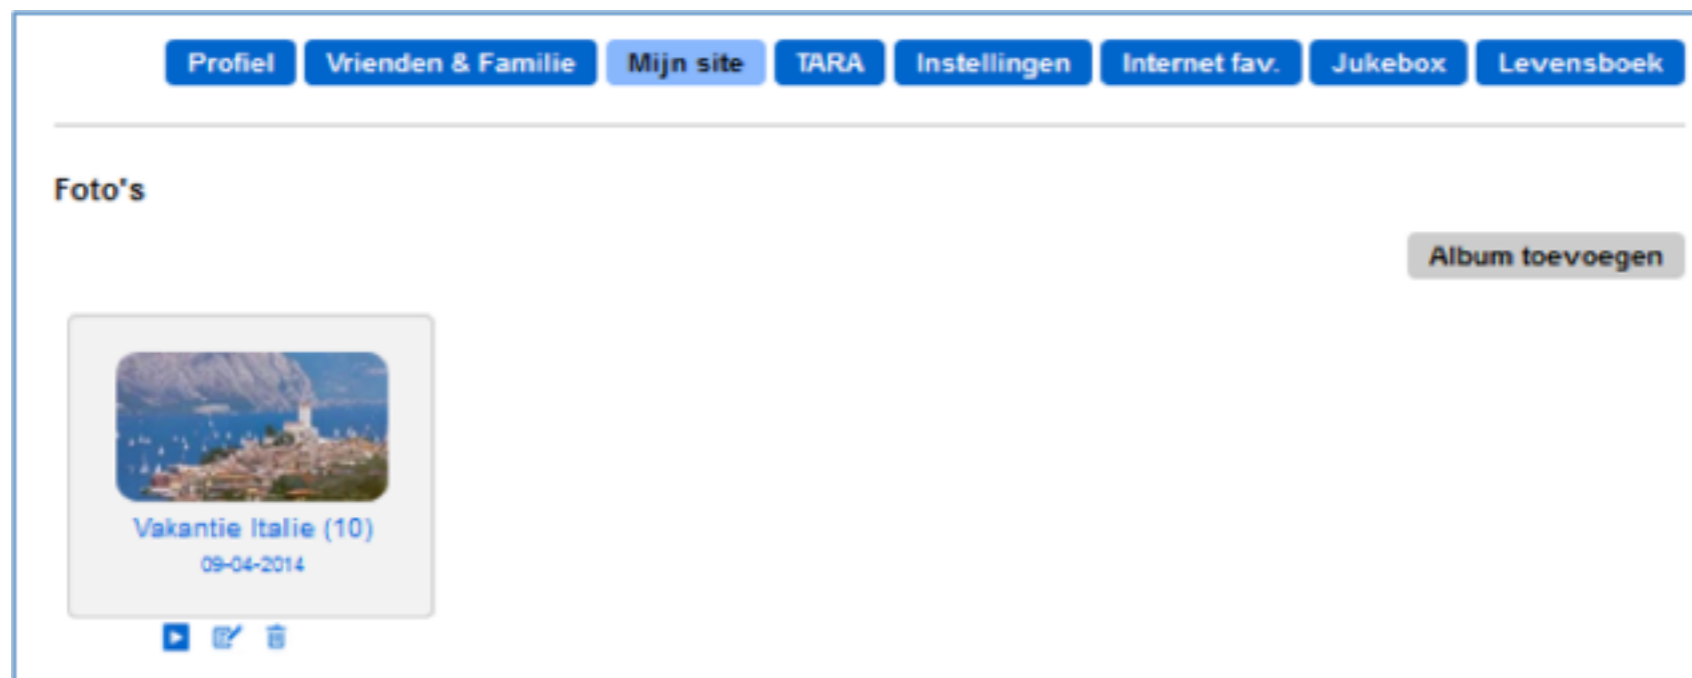 Profiel Vrienden & Familie Mijn site TARA Instellingen Internet fav. Jukebox Levensboek
Foto's
Album toevoegen
Vakantie Italie (10)
09-04-2014